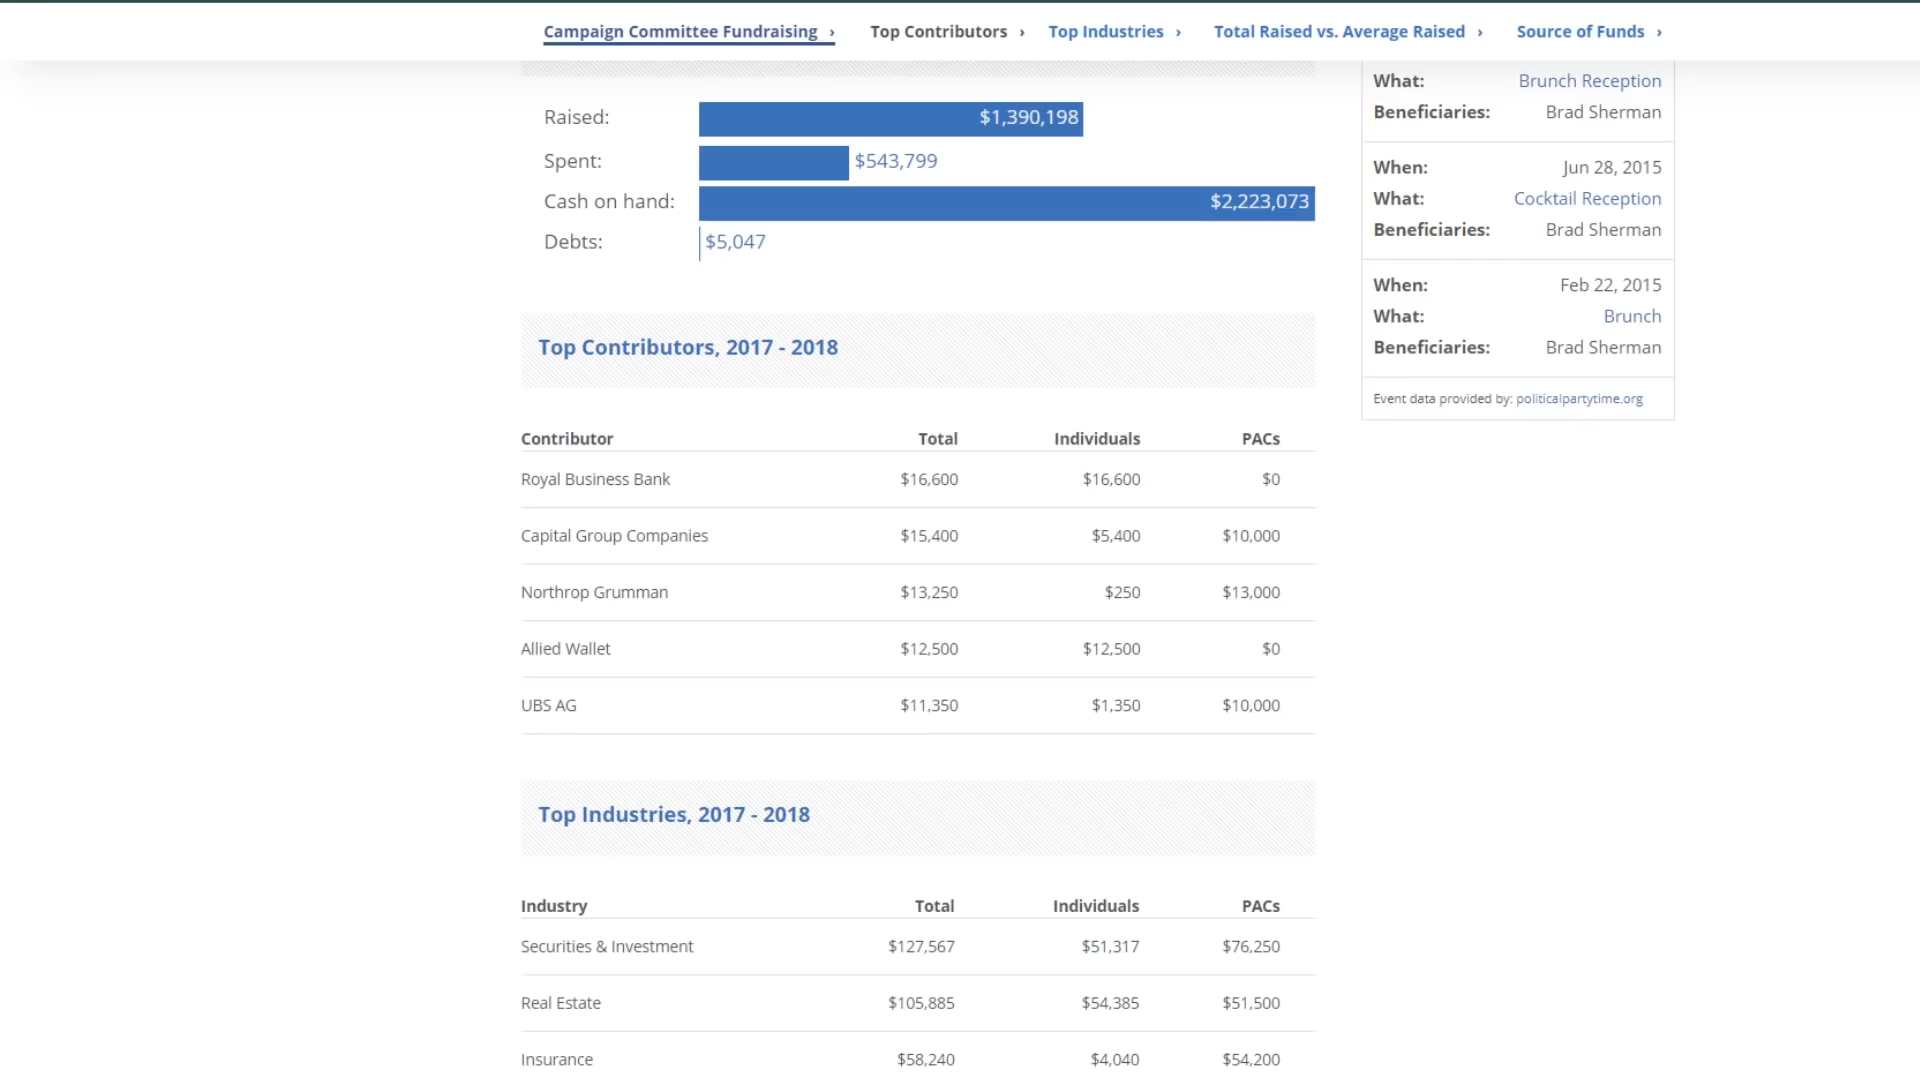 Campaign Committee Fundraising › Top Contributors › Top Industries › Total Raised vs. Average Raised › Source of Funds ›
Raised: $1,390,198
Spent: $543,799
Cash on hand: $2,223,073
Debts: $5,047
Top Contributors, 2017 - 2018
Contributor Total Individuals PACs
Royal Business Bank $16,600 $16,600 $0
Capital Group Companies $15,400 $5,400 $10,000
Northrop Grumman $13,250 $250 $13,000
Allied Wallet $12,500 $12,500 $0
UBS AG $11,350 $1,350 $10,000
Top Industries, 2017 - 2018
Industry Total Individuals PACs
Securities & Investment $127,567 $51,317 $76,250
Real Estate $105,885 $54,385 $51,500
Insurance $58,240 $4,040 $54,200
What: Brunch Reception
Beneficiaries: Brad Sherman
When: Jun 28, 2015
What: Cocktail Reception
Beneficiaries: Brad Sherman
When: Feb 22, 2015
What: Brunch
Beneficiaries: Brad Sherman
Event data provided by: politicalpartytime.org